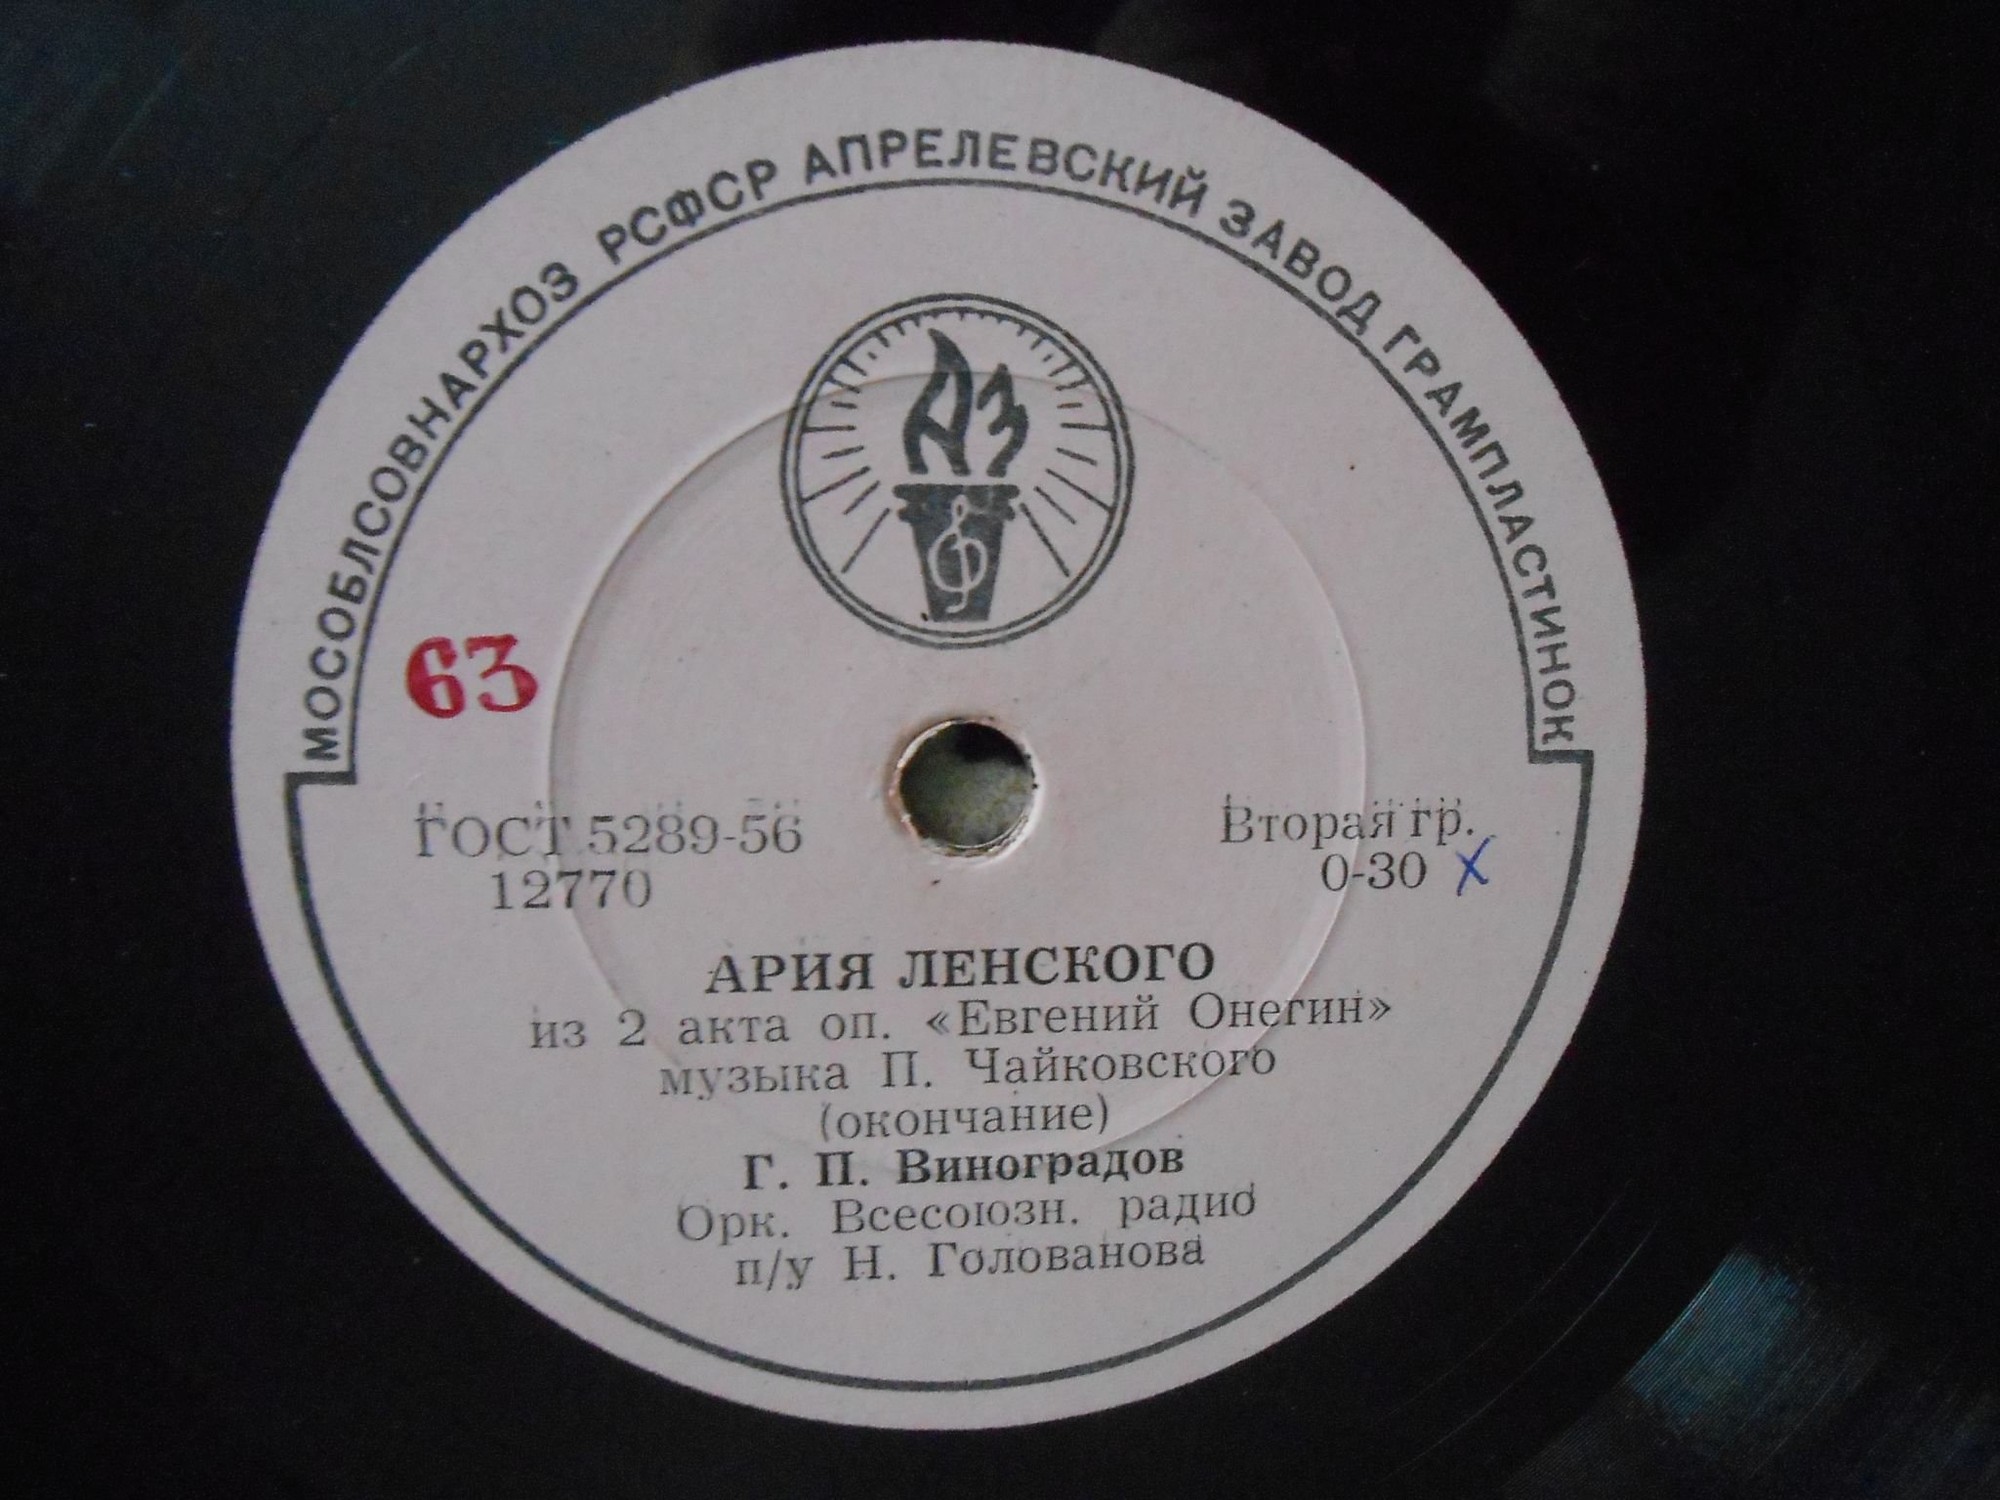 МОСОБЛСОВНАРХОЗ РСФСР АПРЕЛЕВСКИЙ ЗАВОД ГРАМПЛАСТИНОК
АЗ
63
ГОСТ 5289-56
12770
Вторая гр.
0-30 X
АРИЯ ЛЕНСКОГО
из 2 акта оп. «Евгений Онегин»
музыка П. Чайковского
(окончание)
Г. П. Виноградов
Орк. Всесоюзн. радио
п/у Н. Голованова